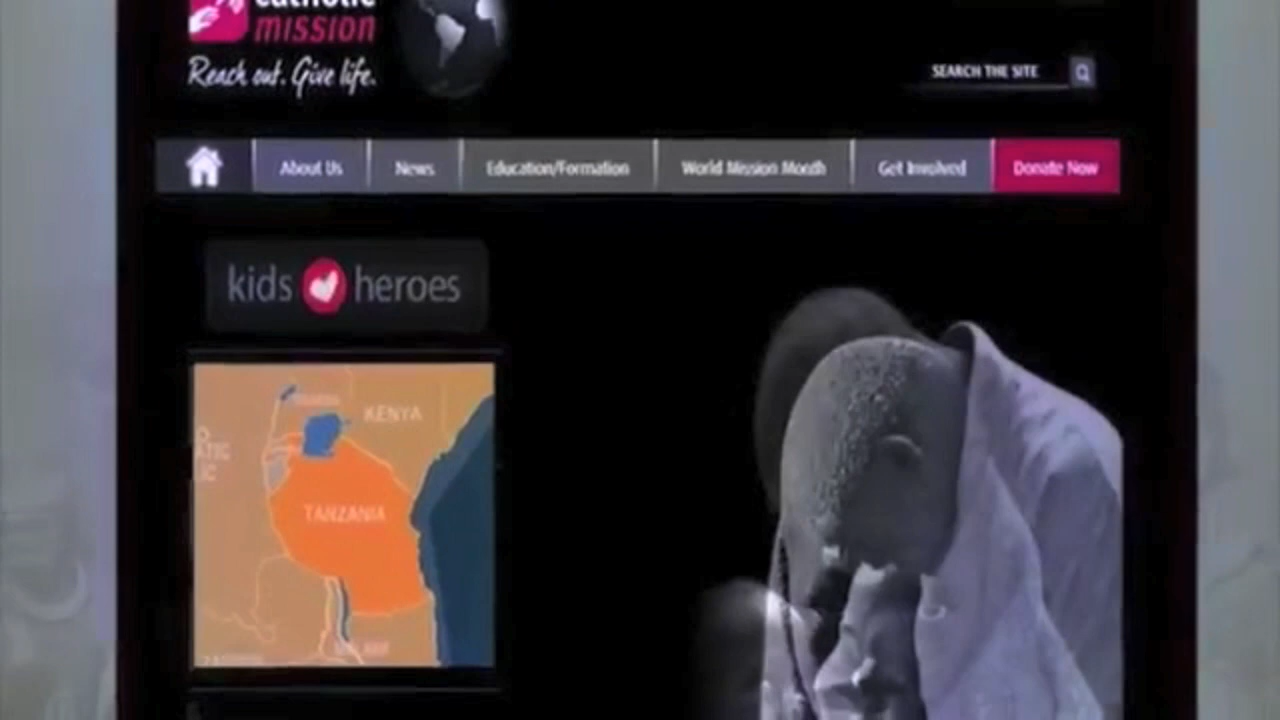 catholic
mission
Reach out. Give life.
SEARCH THE SITE
About Us
News
Education/Formation
World Mission Month
Get Involved
Donate Now
kids heroes
KENYA
TANZANIA